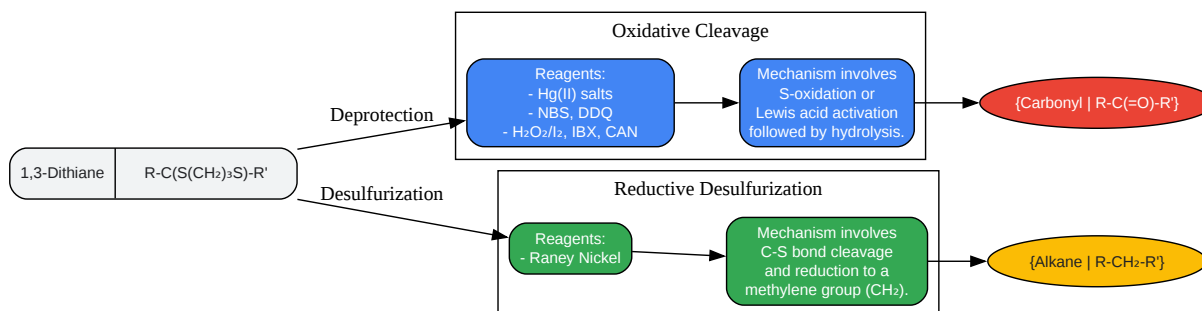 1,3-Dithiane
R-C(S(CH₂)₃S)-R'
Deprotection
Desulfurization
Oxidative Cleavage
Reagents:
- Hg(II) salts
- NBS, DDQ
- H₂O₂/I₂, IBX, CAN
Mechanism involves
S-oxidation or
Lewis acid activation
followed by hydrolysis.
{Carbonyl | R-C(=O)-R'}
Reductive Desulfurization
Reagents:
- Raney Nickel
Mechanism involves
C-S bond cleavage
and reduction to a
methylene group (CH₂).
{Alkane | R-CH₂-R'}